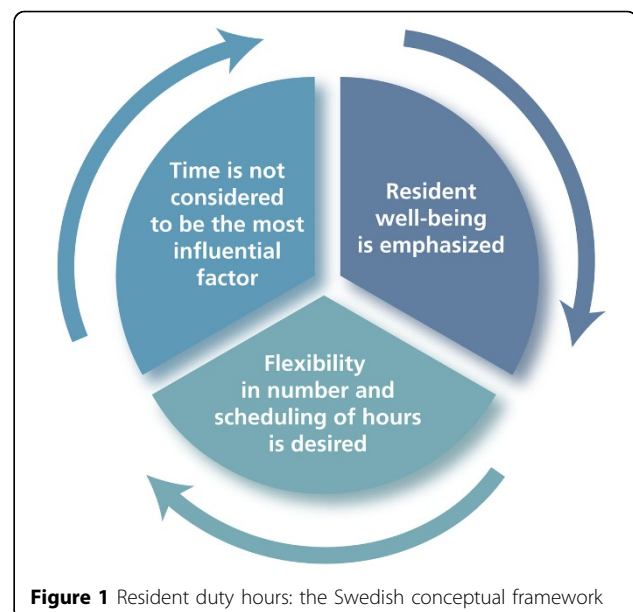 Time is not
considered
to be the most
influential
factor
Resident
well-being
is emphasized
Flexibility
in number and
scheduling of hours
is desired
Figure 1 Resident duty hours: the Swedish conceptual framework